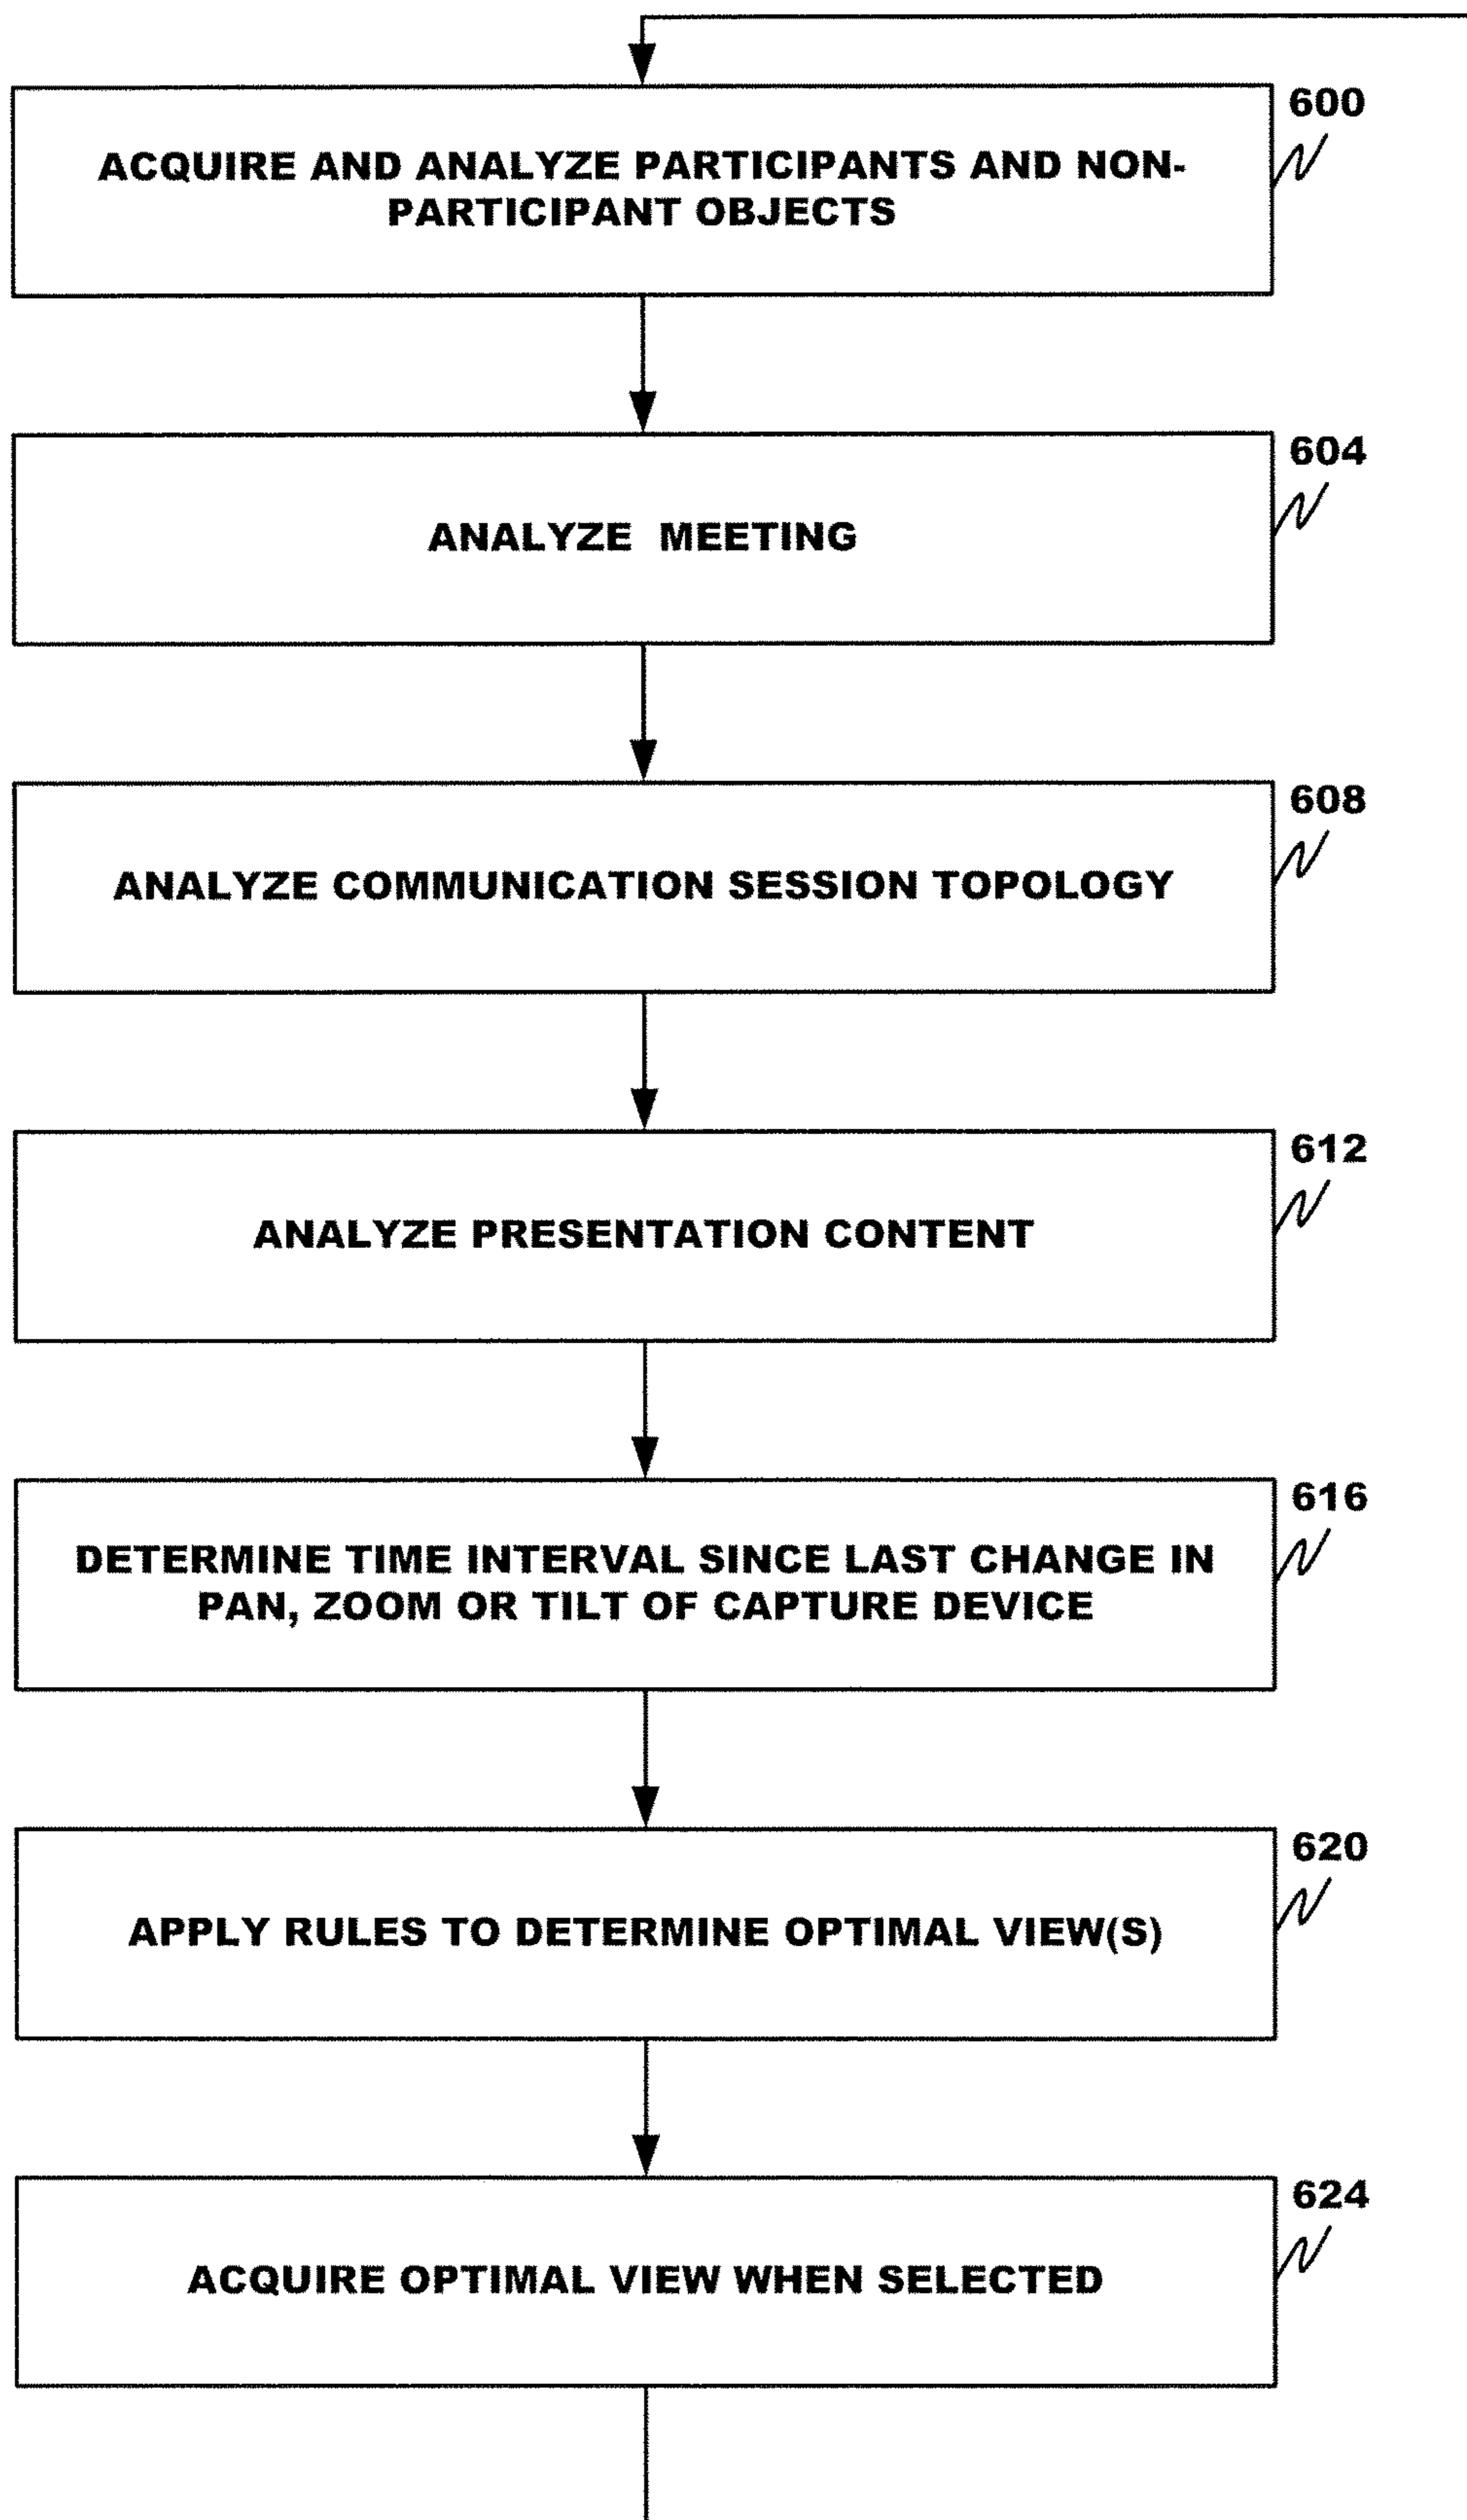 600
ACQUIRE AND ANALYZE PARTICIPANTS AND NON-
PARTICIPANT OBJECTS
604
ANALYZE MEETING
608
ANALYZE COMMUNICATION SESSION TOPOLOGY
612
ANALYZE PRESENTATION CONTENT
616
DETERMINE TIME INTERVAL SINCE LAST CHANGE IN
PAN, ZOOM OR TILT OF CAPTURE DEVICE
620
APPLY RULES TO DETERMINE OPTIMAL VIEW(S)
624
ACQUIRE OPTIMAL VIEW WHEN SELECTED